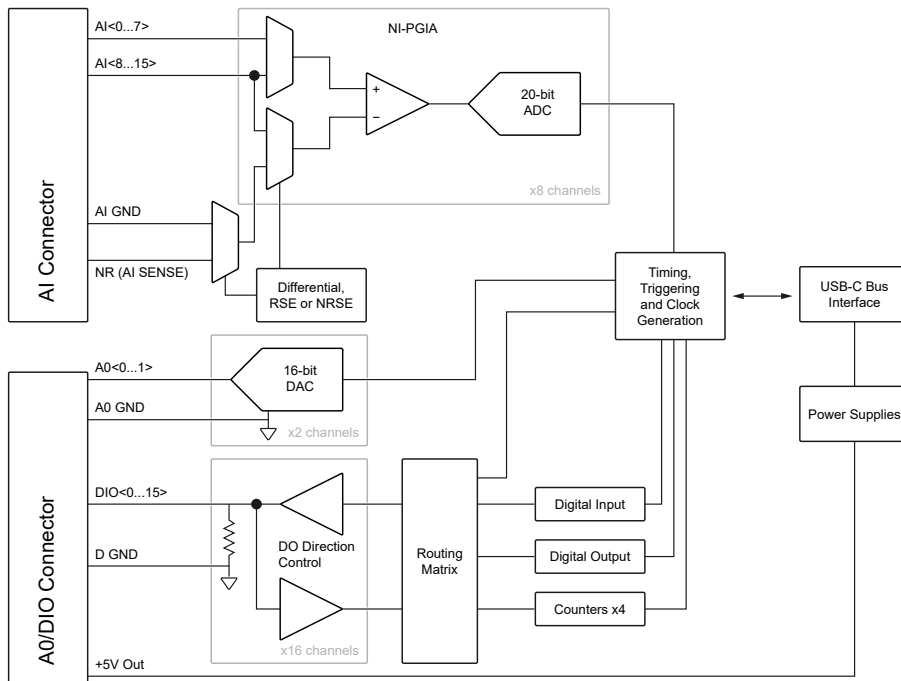 AI Connector
AI<0...7>
AI<8...15>
AI GND
NR (AI SENSE)
NI-PGIA
+
−
20-bit
ADC
x8 channels
Differential,
RSE or NRSE
Timing,
Triggering
and Clock
Generation
USB-C Bus
Interface
Power Supplies
A0/DIO Connector
A0<0...1>
A0 GND
16-bit
DAC
x2 channels
DIO<0...15>
D GND
DO Direction
Control
x16 channels
Routing
Matrix
Digital Input
Digital Output
Counters x4
+5V Out